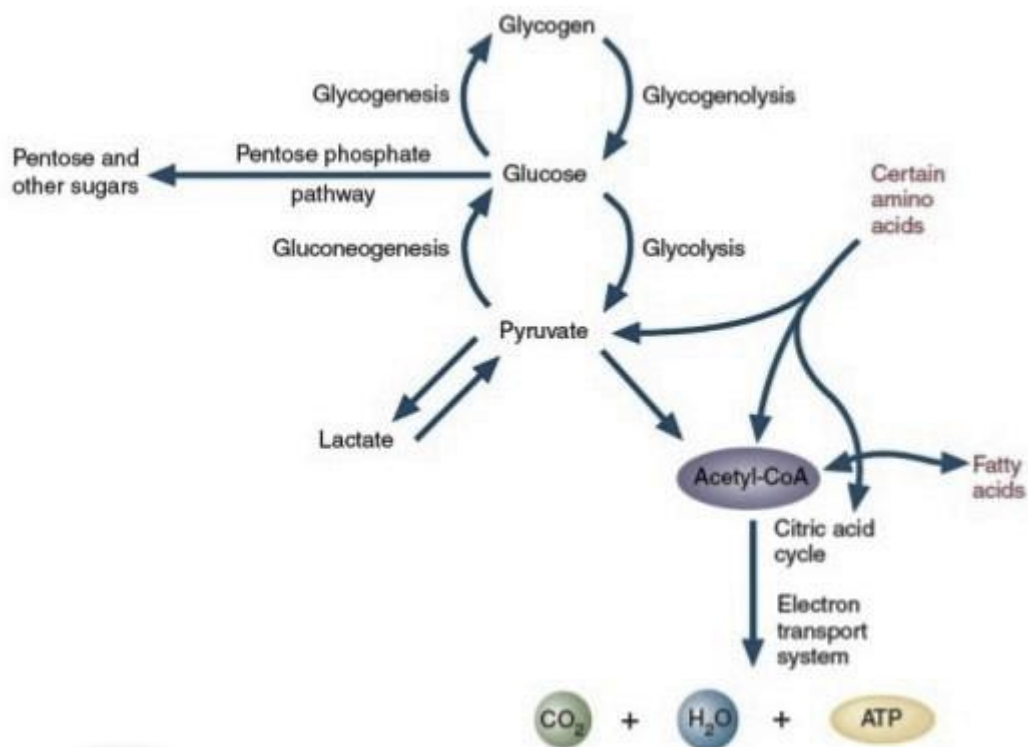 Glycogen
Glycogenesis
Glycogenolysis
Pentose and
other sugars
Pentose phosphate
pathway
Glucose
Certain
amino
acids
Gluconeogenesis
Glycolysis
Pyruvate
Lactate
Acetyl-CoA
Fatty
acids
Citric acid
cycle
Electron
transport
system
CO₂ + H₂O + ATP